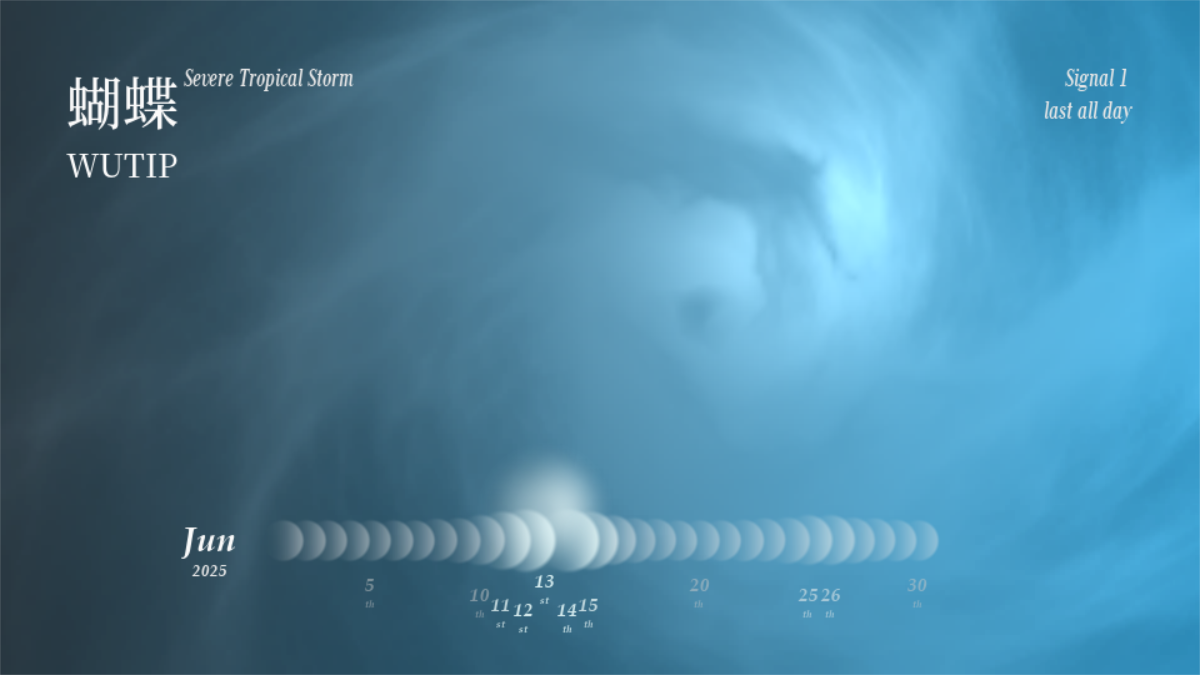 蝴蝶 Severe Tropical Storm
WUTIP
Signal 1
last all day
Jun
2025
5
th
10
th
11
st
12
st
13
st
14
th
15
th
20
th
25
th
26
th
30
th